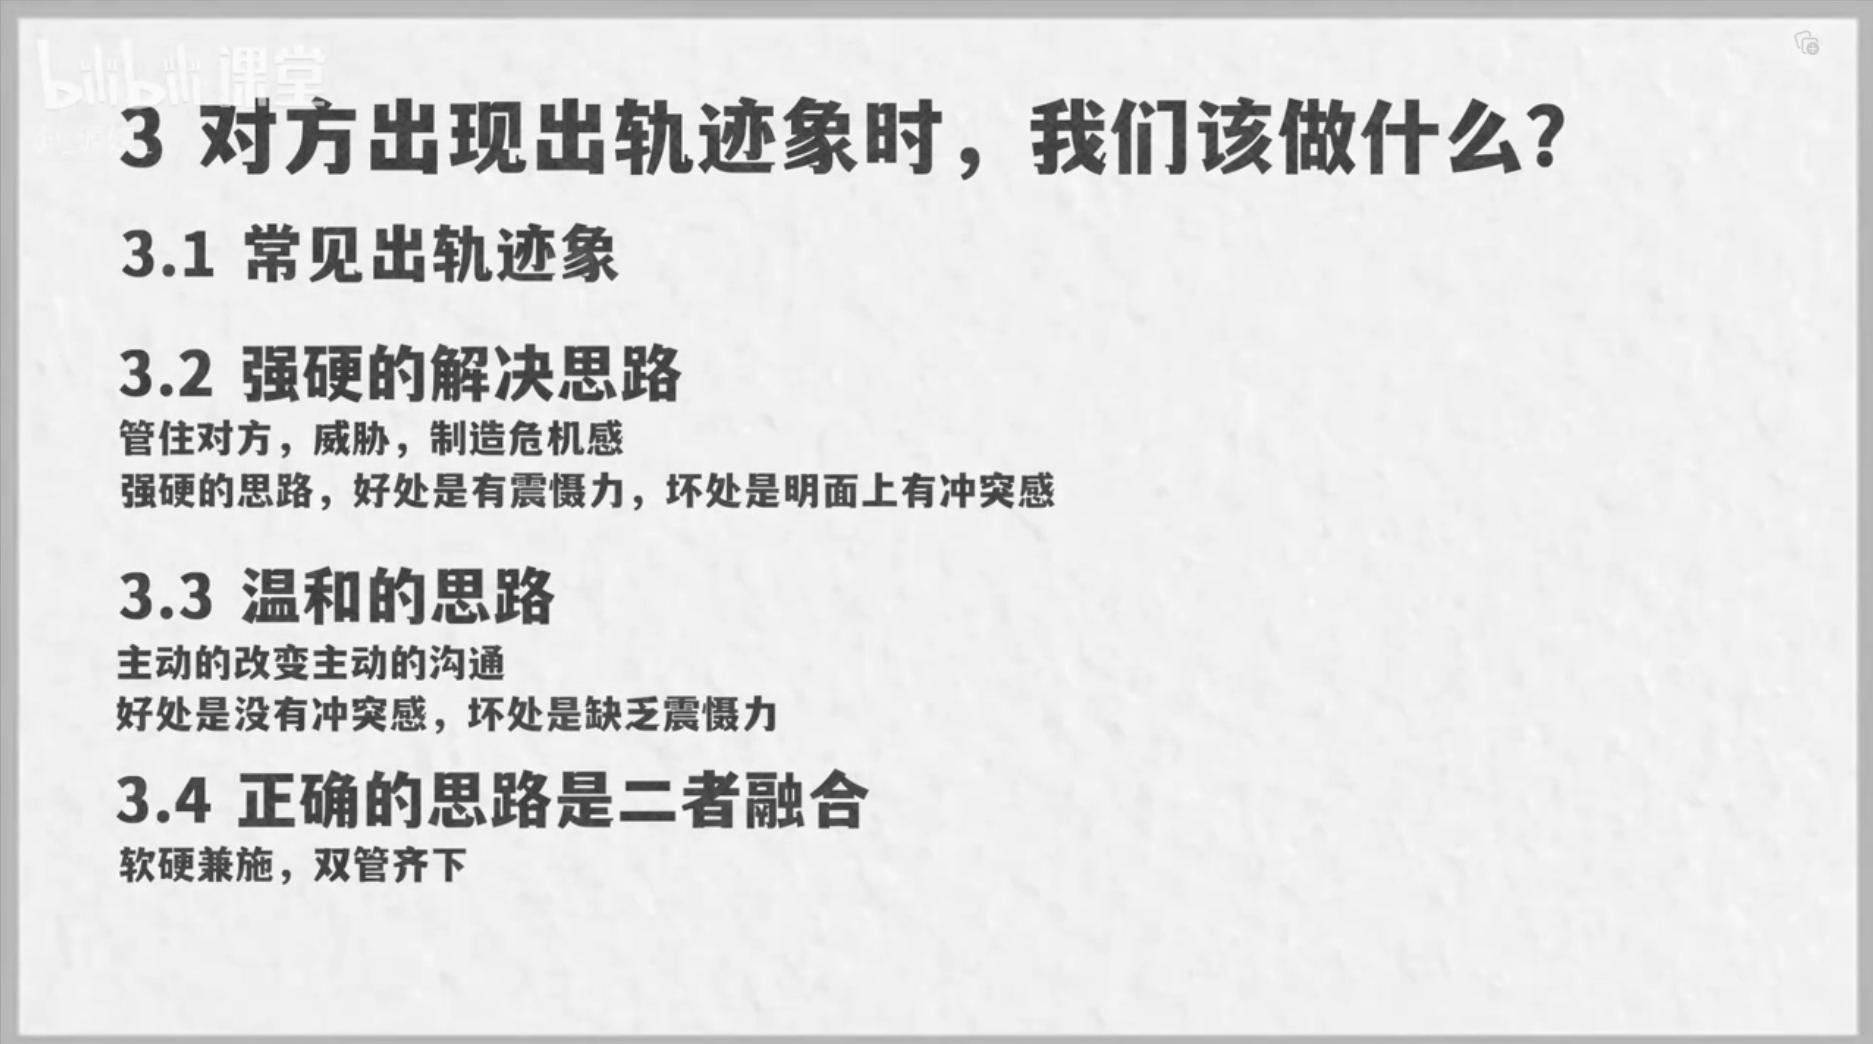 bilibili 课堂
3 对方出现出轨迹象时，我们该做什么？
3.1 常见出轨迹象
3.2 强硬的解决思路
管住对方，威胁，制造危机感
强硬的思路，好处是有震慑力，坏处是明面上有冲突感
3.3 温和的思路
主动的改变主动的沟通
好处是没有冲突感，坏处是缺乏震慑力
3.4 正确的思路是二者融合
软硬兼施，双管齐下